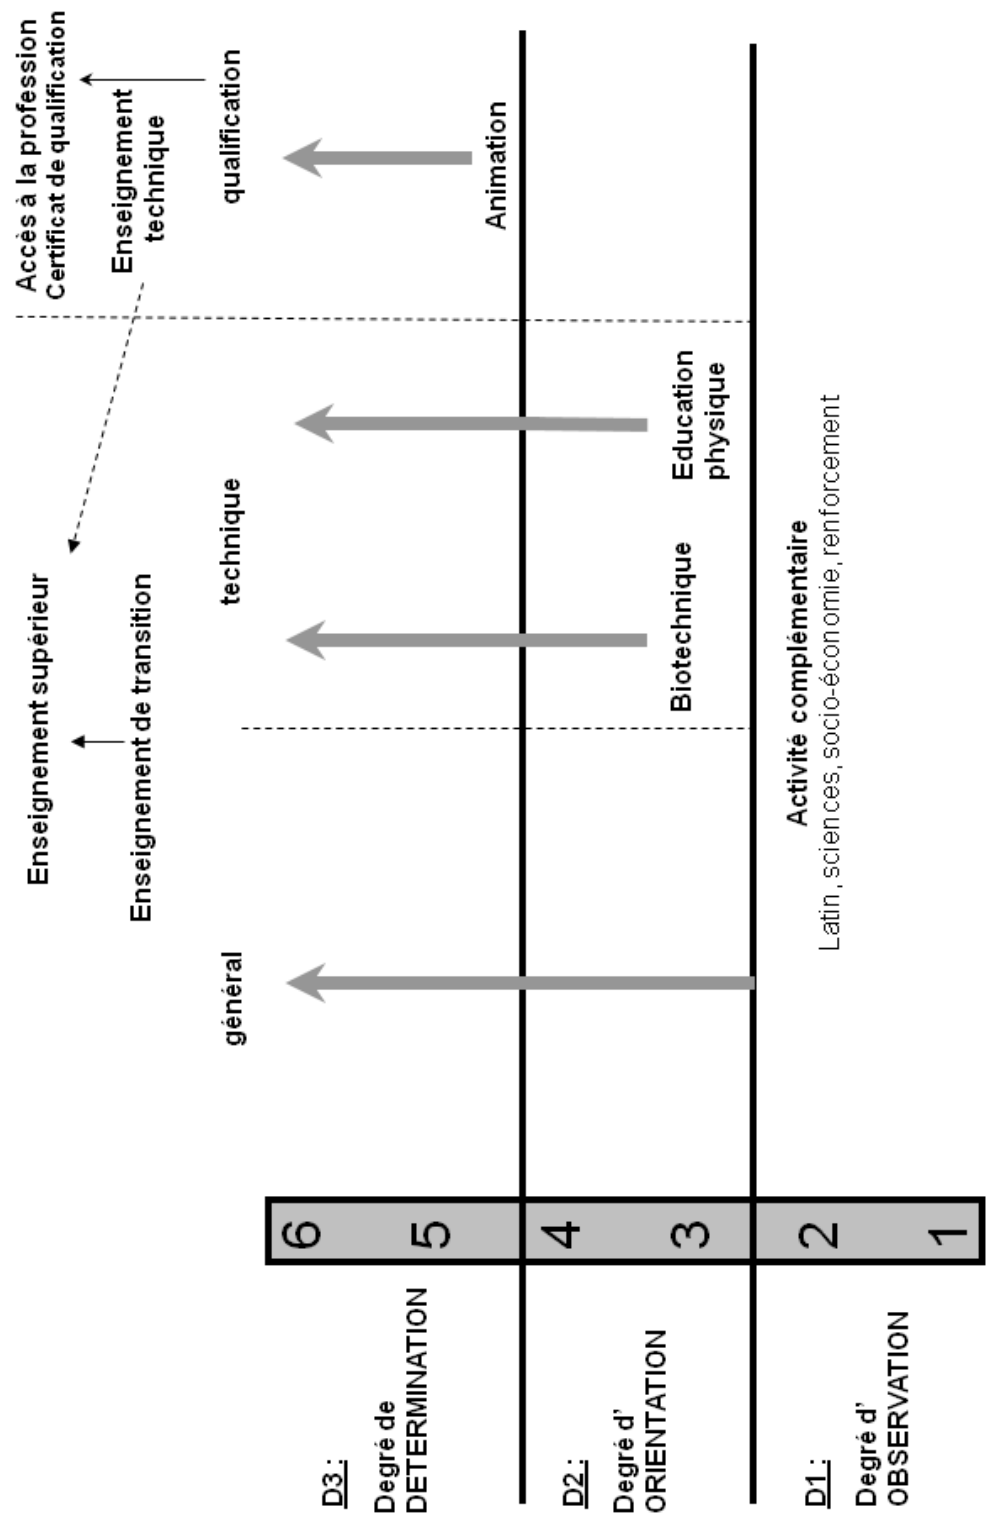 Enseignement supérieur
Accès à la profession
Certificat de qualification
Enseignement de transition
Enseignement
technique
général
technique
qualification
D3 :
Degré de
DETERMINATION
6
5
Animation
D2 :
Degré d’
ORIENTATION
4
3
Biotechnique
Education
physique
D1 :
Degré d’
OBSERVATION
2
1
Activité complémentaire
Latin, sciences, socio-économie, renforcement